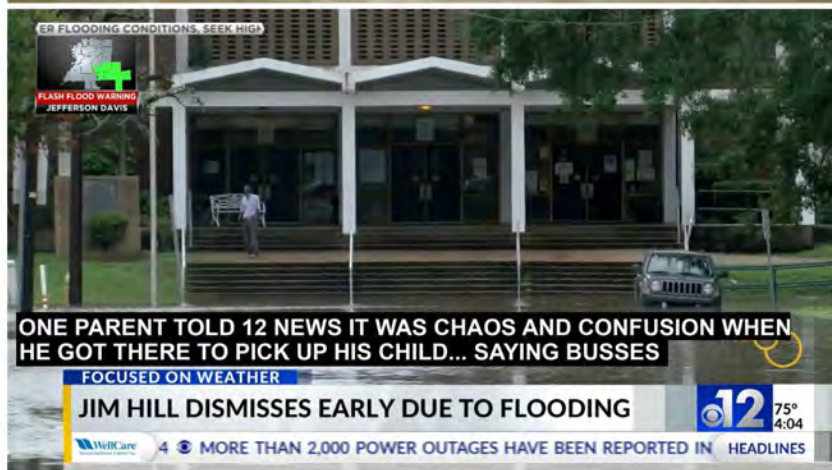 ER FLOODING CONDITIONS, SEEK HIGH
FLASH FLOOD WARNING
JEFFERSON DAVIS
ONE PARENT TOLD 12 NEWS IT WAS CHAOS AND CONFUSION WHEN
HE GOT THERE TO PICK UP HIS CHILD... SAYING BUSSES
FOCUSED ON WEATHER
JIM HILL DISMISSES EARLY DUE TO FLOODING
12
75°
4:04
WellCare
4 MORE THAN 2,000 POWER OUTAGES HAVE BEEN REPORTED IN
HEADLINES